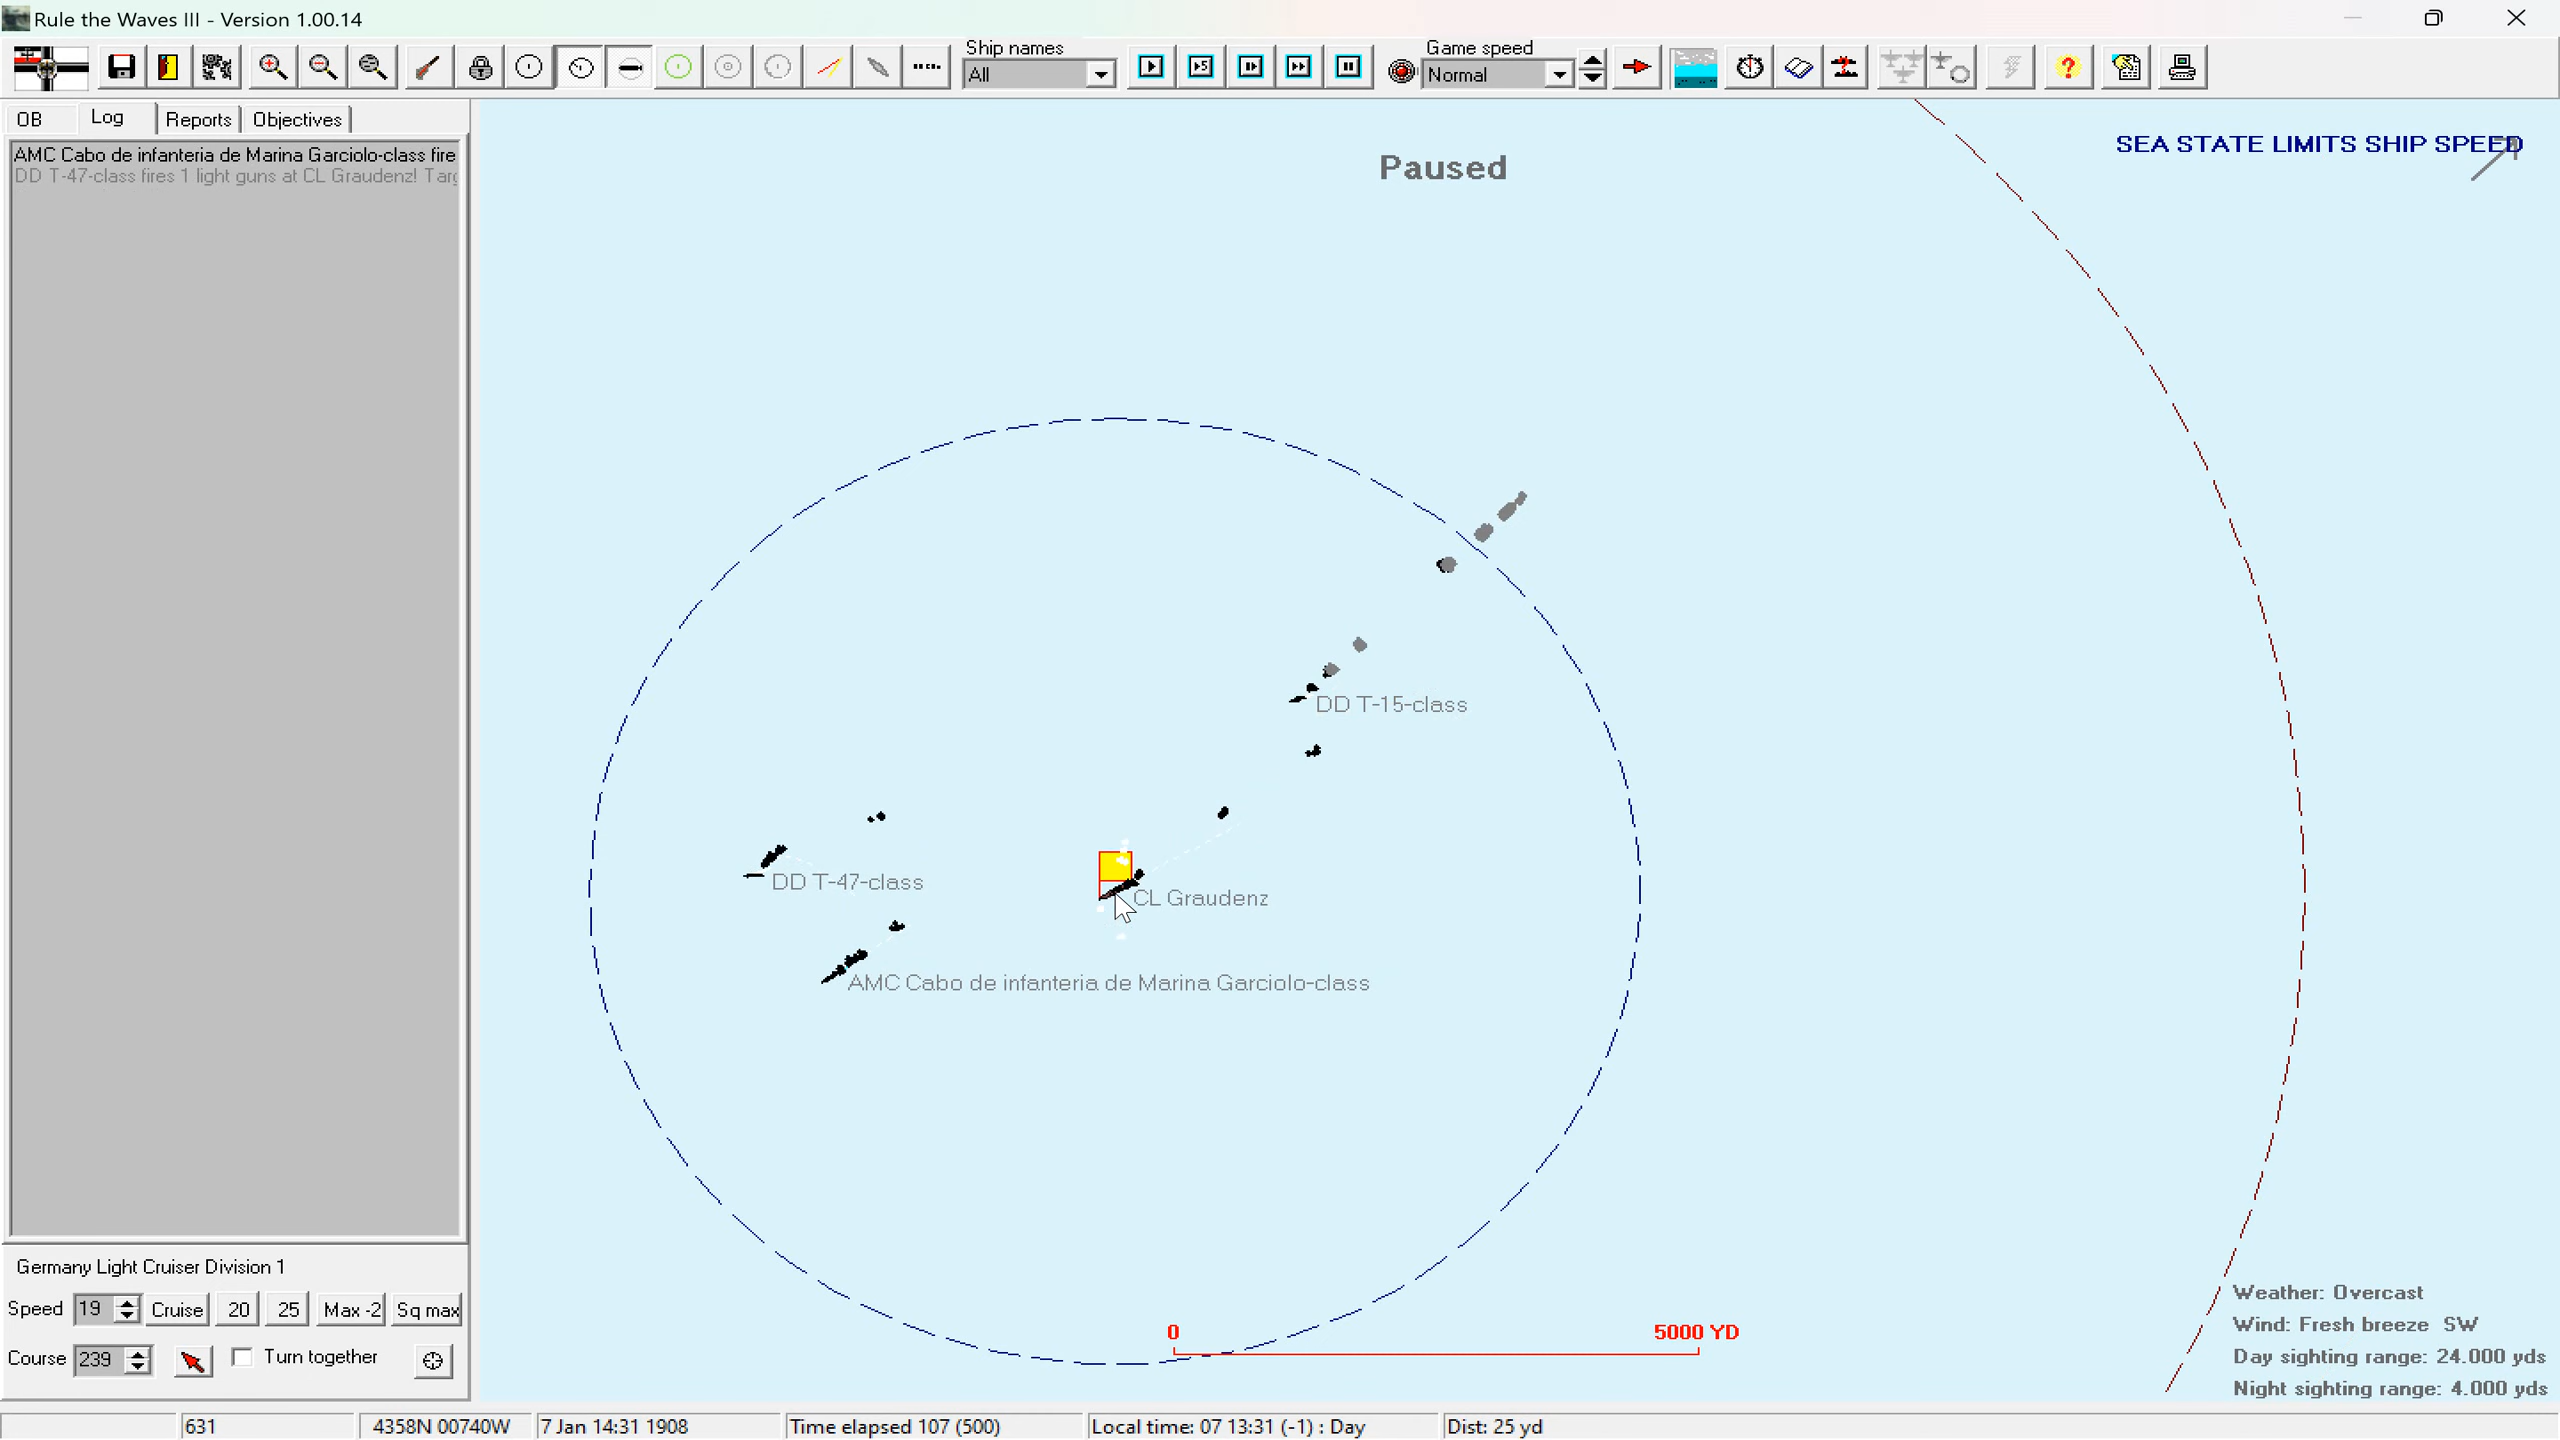 Rule the Waves III - Version 1.00.14
Ship names
All
Game speed
Normal
OB
Log
Reports
Objectives
AMC Cabo de infanteria de Marina Garciolo-class fire
DD T-47-class fires 1 light guns at CL Graudenz! Targ
Paused
SEA STATE LIMITS SHIP SPEED
DD T-15-class
DD T-47-class
CL Graudenz
AMC Cabo de infanteria de Marina Garciolo-class
0
5000 YD
Weather: Overcast
Wind: Fresh breeze SW
Day sighting range: 24.000 yds
Night sighting range: 4.000 yds
Germany Light Cruiser Division 1
Speed 19 Cruise 20 25 Max -2 Sq max
Course 239 Turn together
631 4358N 00740W 7 Jan 14:31 1908 Time elapsed 107 (500) Local time: 07 13:31 (-1) : Day Dist: 25 yd